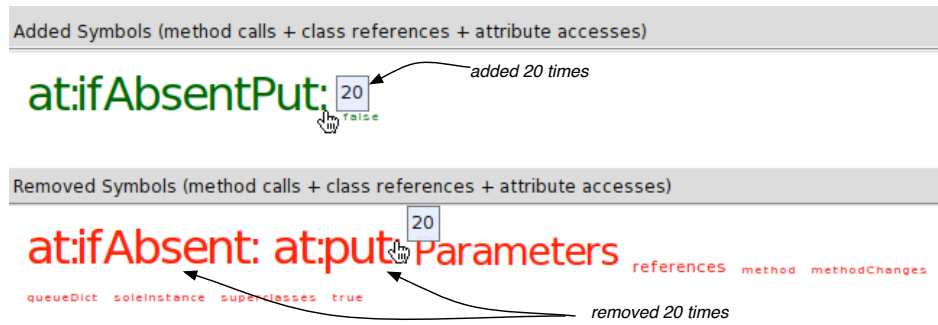 Added Symbols (method calls + class references + attribute accesses)
added 20 times
at:ifAbsentPut: 20
false
Removed Symbols (method calls + class references + attribute accesses)
20
at:ifAbsent: at:put: Parameters references method methodChanges
queueDict soleInstance superclasses true
removed 20 times